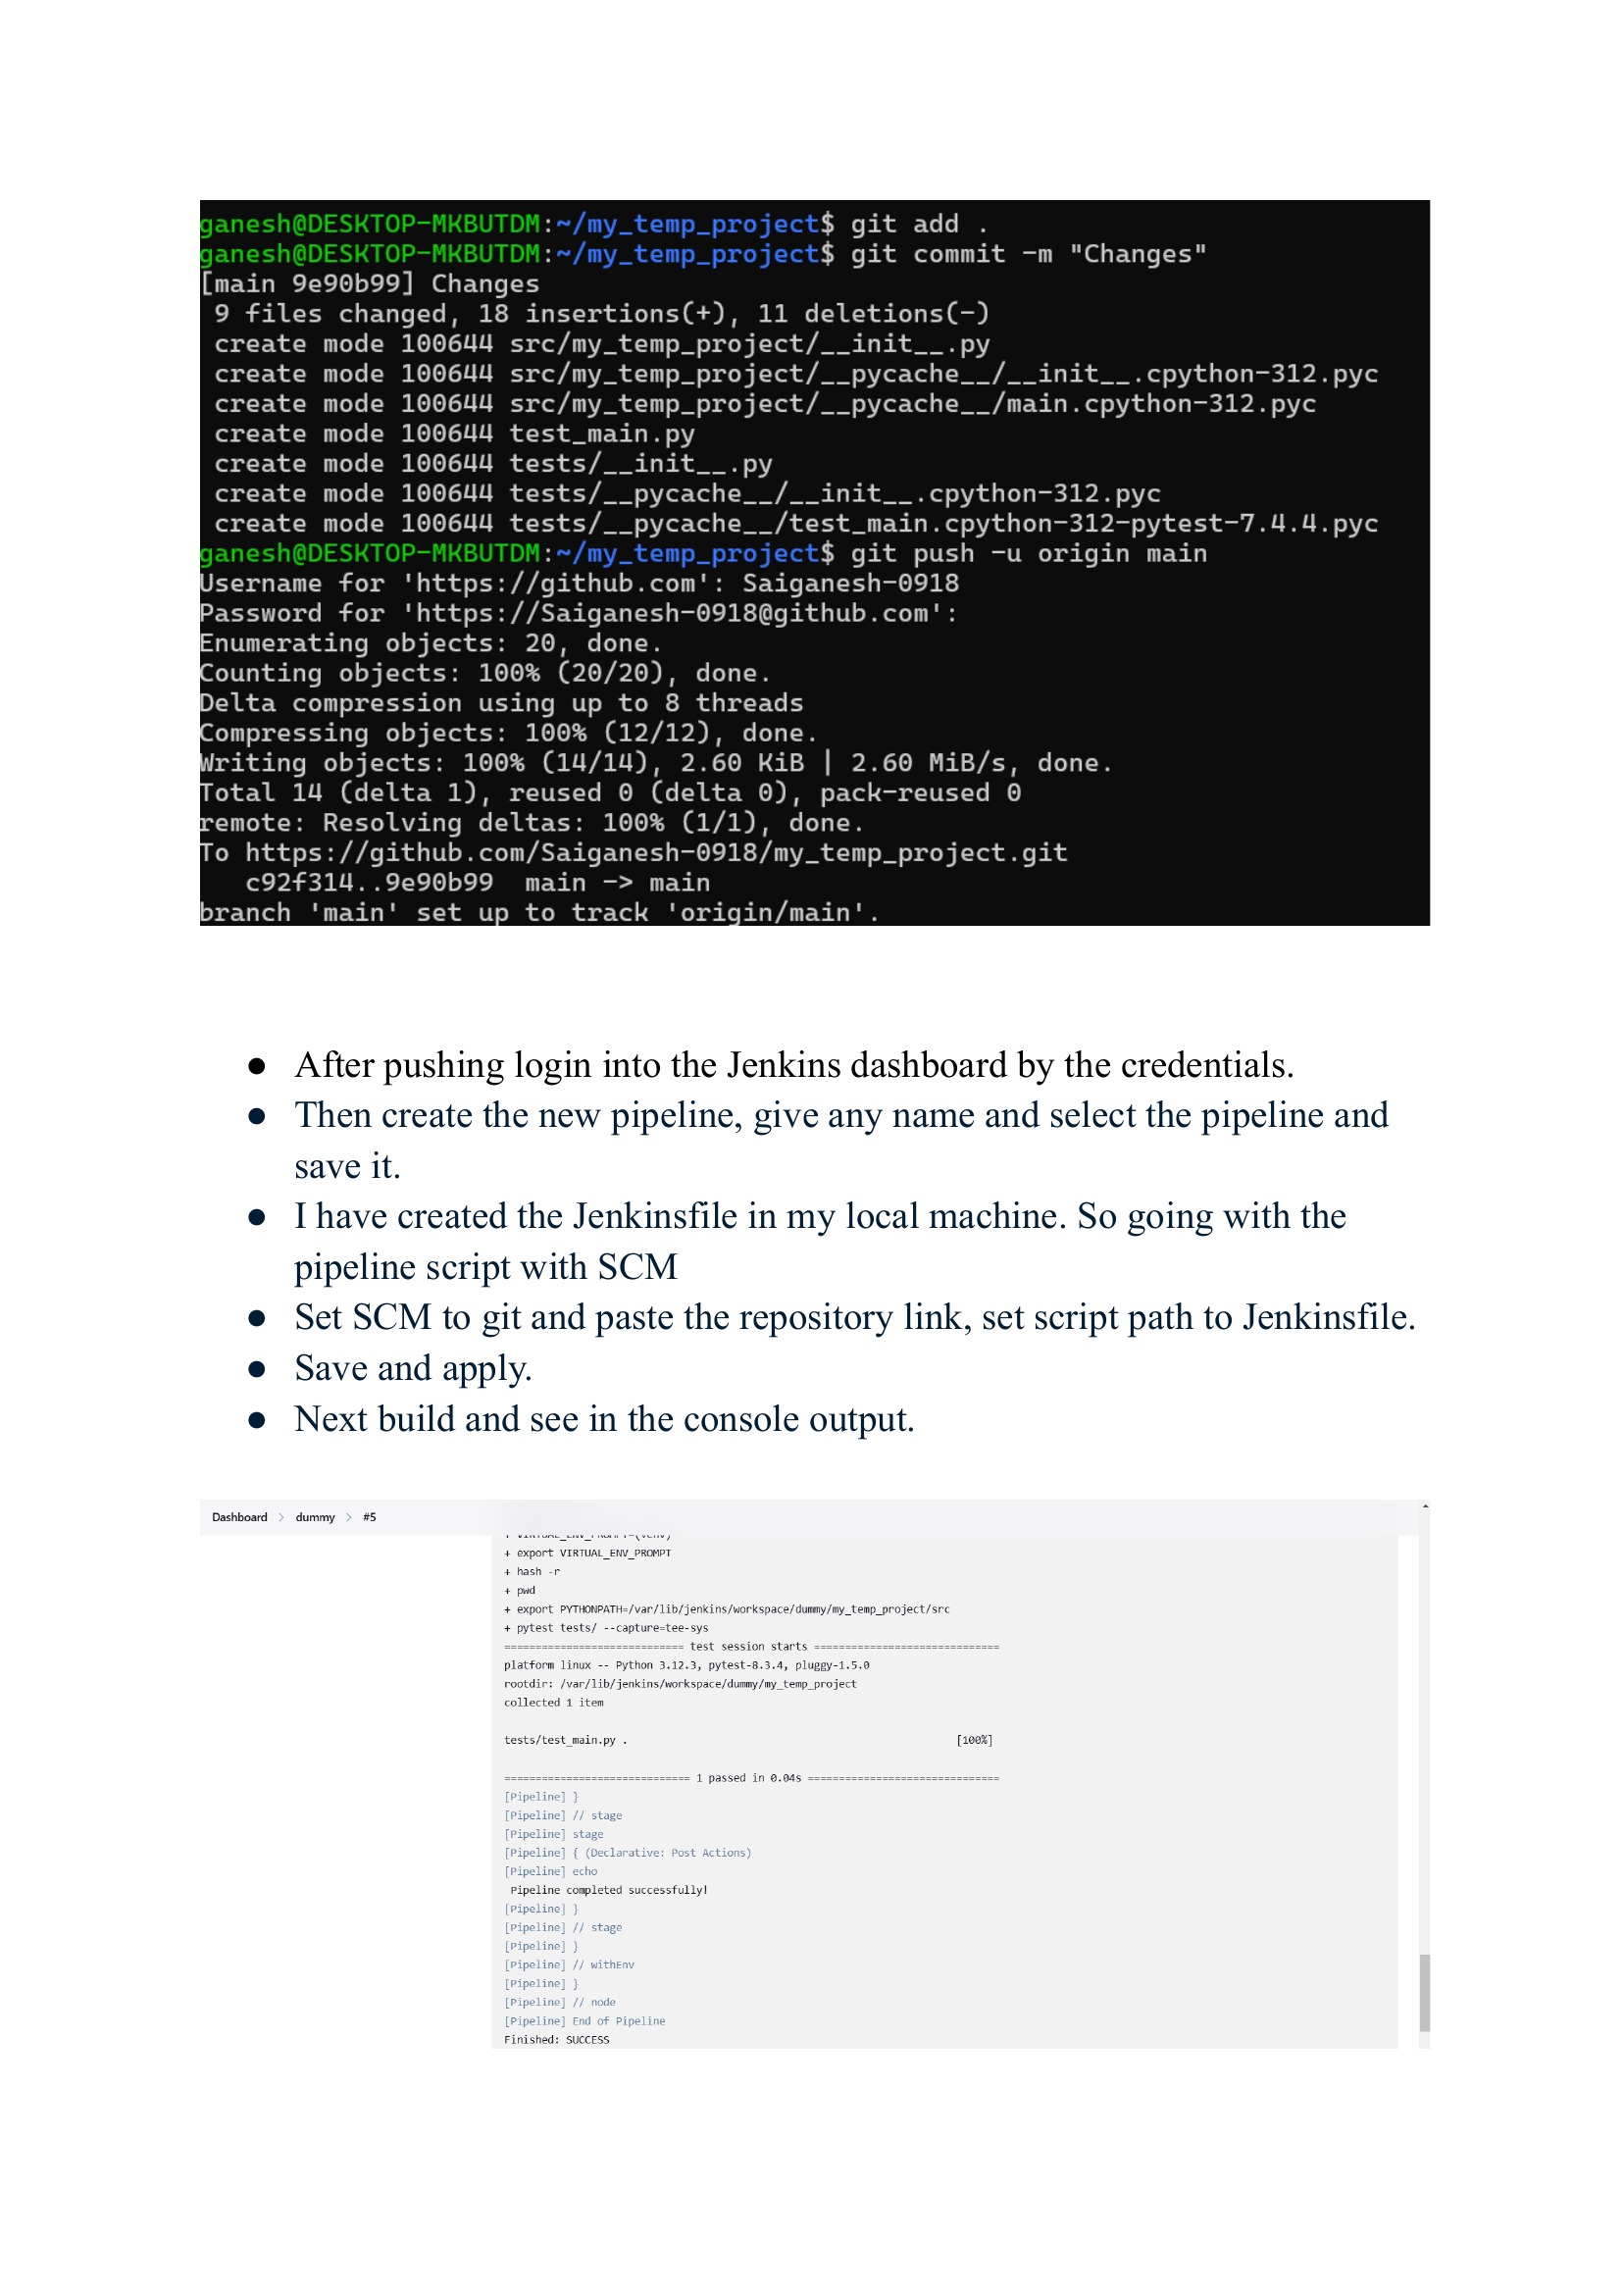 ganesh@DESKTOP-MKBUTDM:~/my_temp_project$ git add .
ganesh@DESKTOP-MKBUTDM:~/my_temp_project$ git commit -m "Changes"
[main 9e90b99] Changes
 9 files changed, 18 insertions(+), 11 deletions(-)
 create mode 100644 src/my_temp_project/__init__.py
 create mode 100644 src/my_temp_project/__pycache__/__init__.cpython-312.pyc
 create mode 100644 src/my_temp_project/__pycache__/main.cpython-312.pyc
 create mode 100644 test_main.py
 create mode 100644 tests/__init__.py
 create mode 100644 tests/__pycache__/__init__.cpython-312.pyc
 create mode 100644 tests/__pycache__/test_main.cpython-312-pytest-7.4.4.pyc
ganesh@DESKTOP-MKBUTDM:~/my_temp_project$ git push -u origin main
Username for 'https://github.com': Saiganesh-0918
Password for 'https://Saiganesh-0918@github.com':
Enumerating objects: 20, done.
Counting objects: 100% (20/20), done.
Delta compression using up to 8 threads
Compressing objects: 100% (12/12), done.
Writing objects: 100% (14/14), 2.60 KiB | 2.60 MiB/s, done.
Total 14 (delta 1), reused 0 (delta 0), pack-reused 0
remote: Resolving deltas: 100% (1/1), done.
To https://github.com/Saiganesh-0918/my_temp_project.git
   c92f314..9e90b99  main -> main
branch 'main' set up to track 'origin/main'.
● After pushing login into the Jenkins dashboard by the credentials.
● Then create the new pipeline, give any name and select the pipeline and
save it.
● I have created the Jenkinsfile in my local machine. So going with the
pipeline script with SCM
● Set SCM to git and paste the repository link, set script path to Jenkinsfile.
● Save and apply.
● Next build and see in the console output.
Dashboard > dummy > #5
+ VIRTUAL_ENV_PROMPT=(venv)
+ export VIRTUAL_ENV_PROMPT
+ hash -r
+ pwd
+ export PYTHONPATH=/var/lib/jenkins/workspace/dummy/my_temp_project/src
+ pytest tests/ --capture=tee-sys
============================= test session starts ==============================
platform linux -- Python 3.12.3, pytest-8.3.4, pluggy-1.5.0
rootdir: /var/lib/jenkins/workspace/dummy/my_temp_project
collected 1 item
tests/test_main.py . [100%]
============================== 1 passed in 0.04s ===============================
[Pipeline] }
[Pipeline] // stage
[Pipeline] stage
[Pipeline] { (Declarative: Post Actions)
[Pipeline] echo
 Pipeline completed successfully!
[Pipeline] }
[Pipeline] // stage
[Pipeline] }
[Pipeline] // withEnv
[Pipeline] }
[Pipeline] // node
[Pipeline] End of Pipeline
Finished: SUCCESS